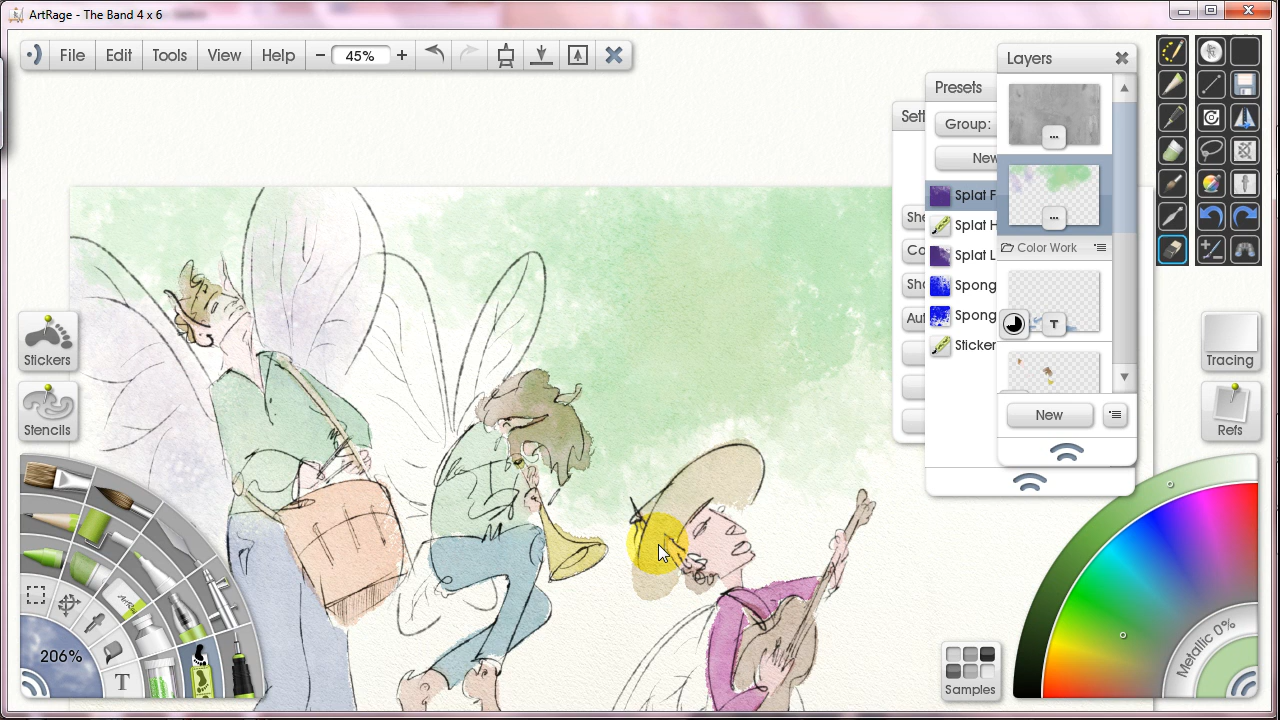 ArtRage - The Band 4 x 6
File Edit Tools View Help − 45% +
Layers
Presets
Group:
New
Splat F
Splat H
Splat L
Spong
Spong
Sticker
Color Work
T
New
Stickers
Stencils
Tracing
Refs
206%
T
Samples
Metallic 0%